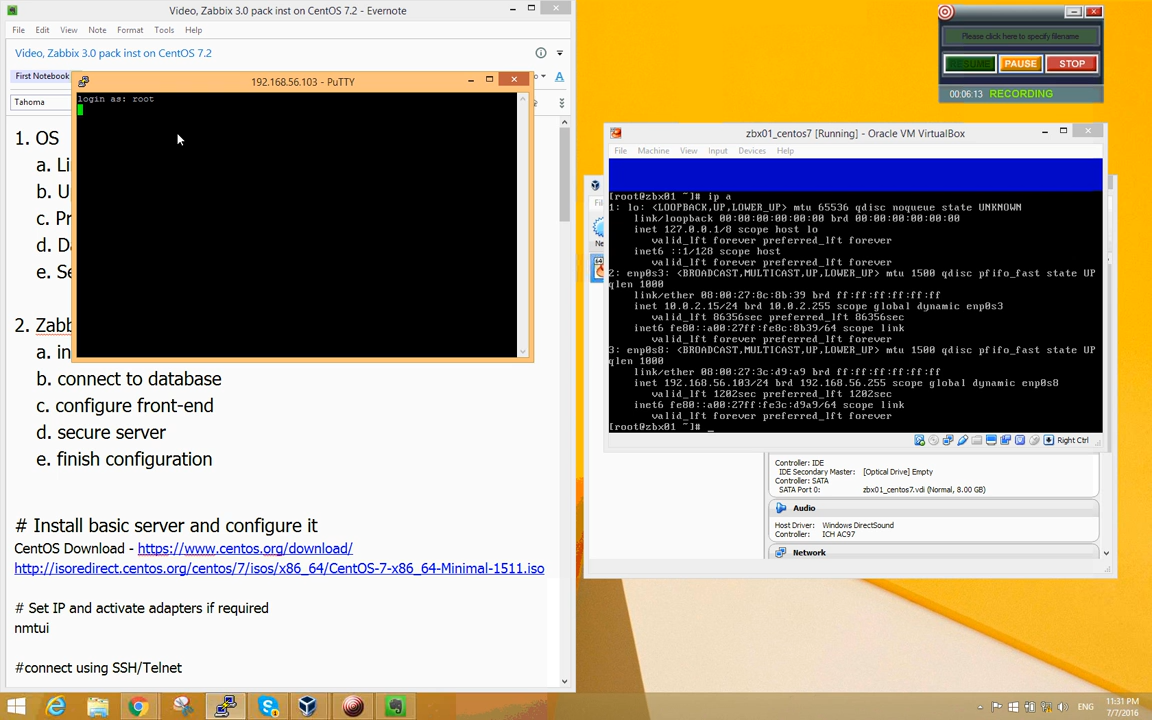 Video, Zabbix 3.0 pack inst on CentOS 7.2 - Evernote
File Edit View Note Format Tools Help
Video, Zabbix 3.0 pack inst on CentOS 7.2
First Notebook
Tahoma
192.168.56.103 - PuTTY
login as: root
1. OS
a. Li
b. U
c. Pr
d. D
e. Se
2. Zabb
a. in
b. connect to database
c. configure front-end
d. secure server
e. finish configuration
# Install basic server and configure it
CentOS Download - https://www.centos.org/download/
http://isoredirect.centos.org/centos/7/isos/x86_64/CentOS-7-x86_64-Minimal-1511.iso
# Set IP and activate adapters if required
nmtui
#connect using SSH/Telnet
Please click here to specify filename
RESUME PAUSE STOP
00:06:13 RECORDING
zbx01_centos7 [Running] - Oracle VM VirtualBox
File Machine View Input Devices Help
[root@zbx01 ~]# ip a
1: lo: <LOOPBACK,UP,LOWER_UP> mtu 65536 qdisc noqueue state UNKNOWN
link/loopback 00:00:00:00:00:00 brd 00:00:00:00:00:00
inet 127.0.0.1/8 scope host lo
valid_lft forever preferred_lft forever
inet6 ::1/128 scope host
valid_lft forever preferred_lft forever
2: enp0s3: <BROADCAST,MULTICAST,UP,LOWER_UP> mtu 1500 qdisc pfifo_fast state UP
qlen 1000
link/ether 08:00:27:8c:8b:39 brd ff:ff:ff:ff:ff:ff
inet 10.0.2.15/24 brd 10.0.2.255 scope global dynamic enp0s3
valid_lft 86356sec preferred_lft 86356sec
inet6 fe80::a00:27ff:fe8c:8b39/64 scope link
valid_lft forever preferred_lft forever
3: enp0s8: <BROADCAST,MULTICAST,UP,LOWER_UP> mtu 1500 qdisc pfifo_fast state UP
qlen 1000
link/ether 08:00:27:3c:d9:a9 brd ff:ff:ff:ff:ff:ff
inet 192.168.56.103/24 brd 192.168.56.255 scope global dynamic enp0s8
valid_lft 1202sec preferred_lft 1202sec
inet6 fe80::a00:27ff:fe3c:d9a9/64 scope link
valid_lft forever preferred_lft forever
[root@zbx01 ~]# _
Right Ctrl
Fi
Ne
Controller: IDE
IDE Secondary Master: [Optical Drive] Empty
Controller: SATA
SATA Port 0: zbx01_centos7.vdi (Normal, 8.00 GB)
Audio
Host Driver: Windows DirectSound
Controller: ICH AC97
Network
ENG
11:31 PM
7/7/2016